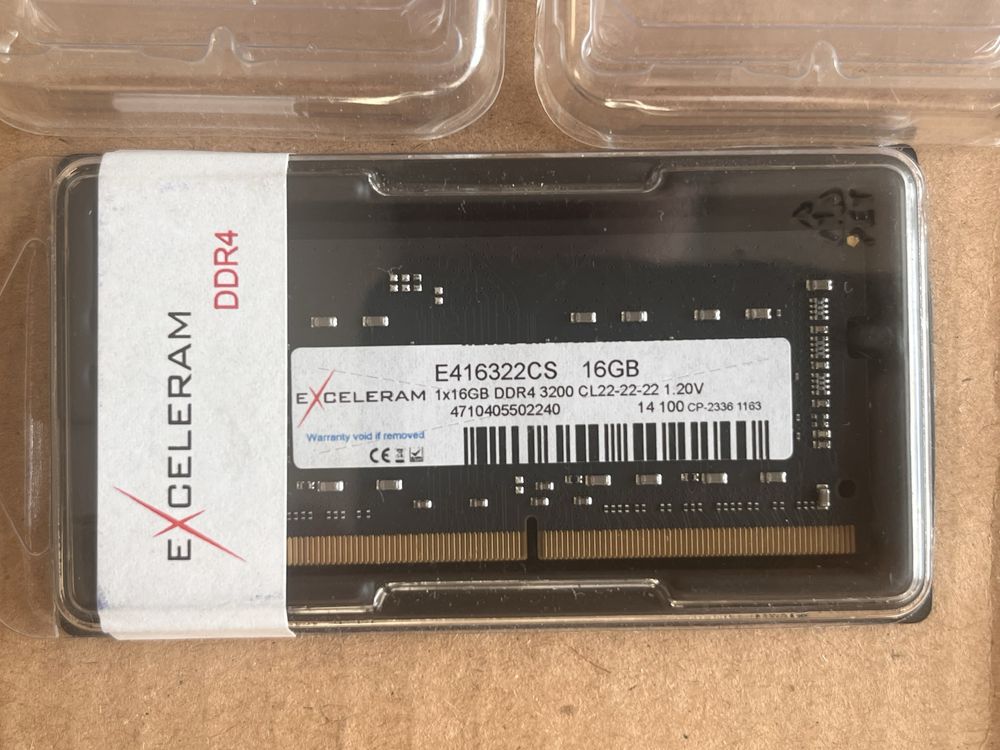 EXCELERAM
DDR4
E416322CS 16GB
EXCELERAM
1x16GB DDR4 3200 CL22-22-22 1.20V
4710405502240
14 100 CP-2336 1163
Warranty void if removed
CE
PET